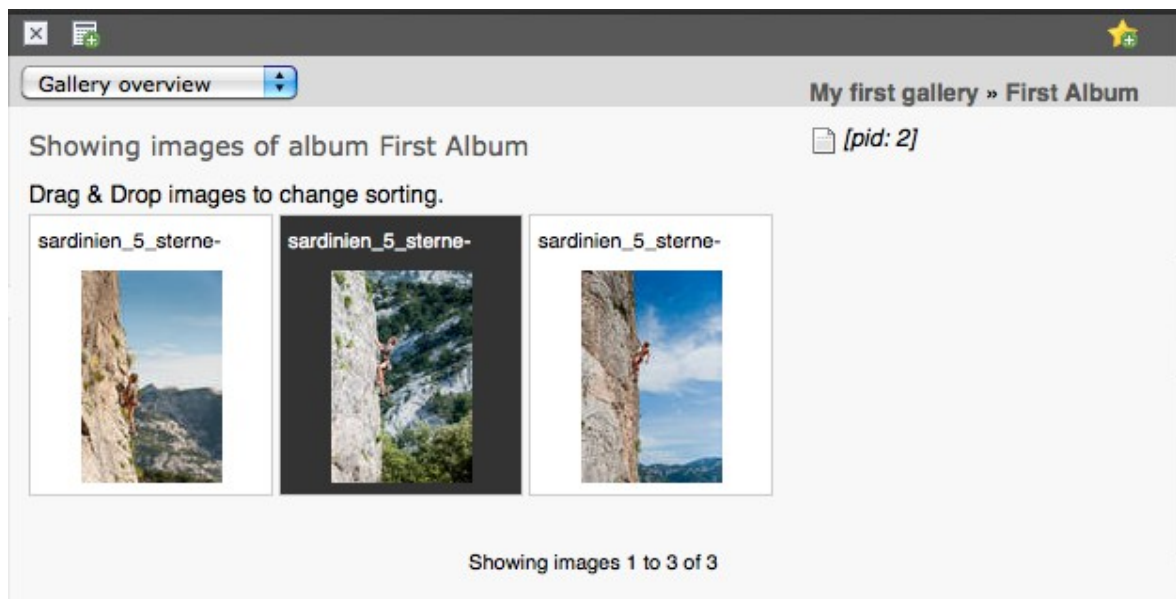 Gallery overview
My first gallery » First Album
[pid: 2]
Showing images of album First Album
Drag & Drop images to change sorting.
sardinien_5_sterne-
sardinien_5_sterne-
sardinien_5_sterne-
Showing images 1 to 3 of 3